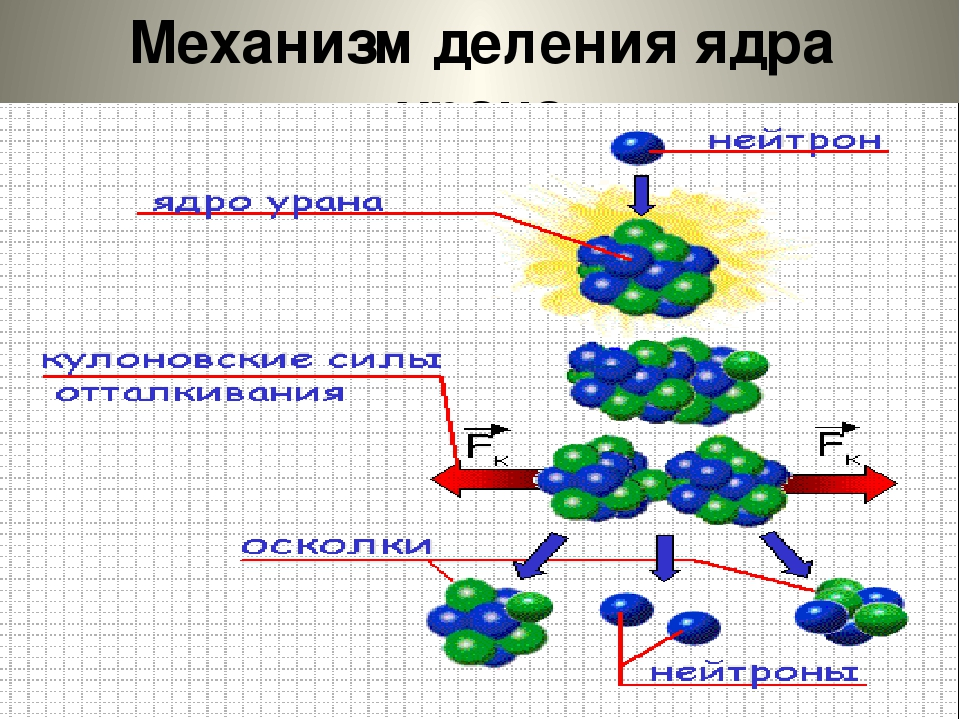 Механизм деления ядра
нейтрон
ядро урана
кулоновские силы
отталкивания
Fк
Fк
осколки
нейтроны